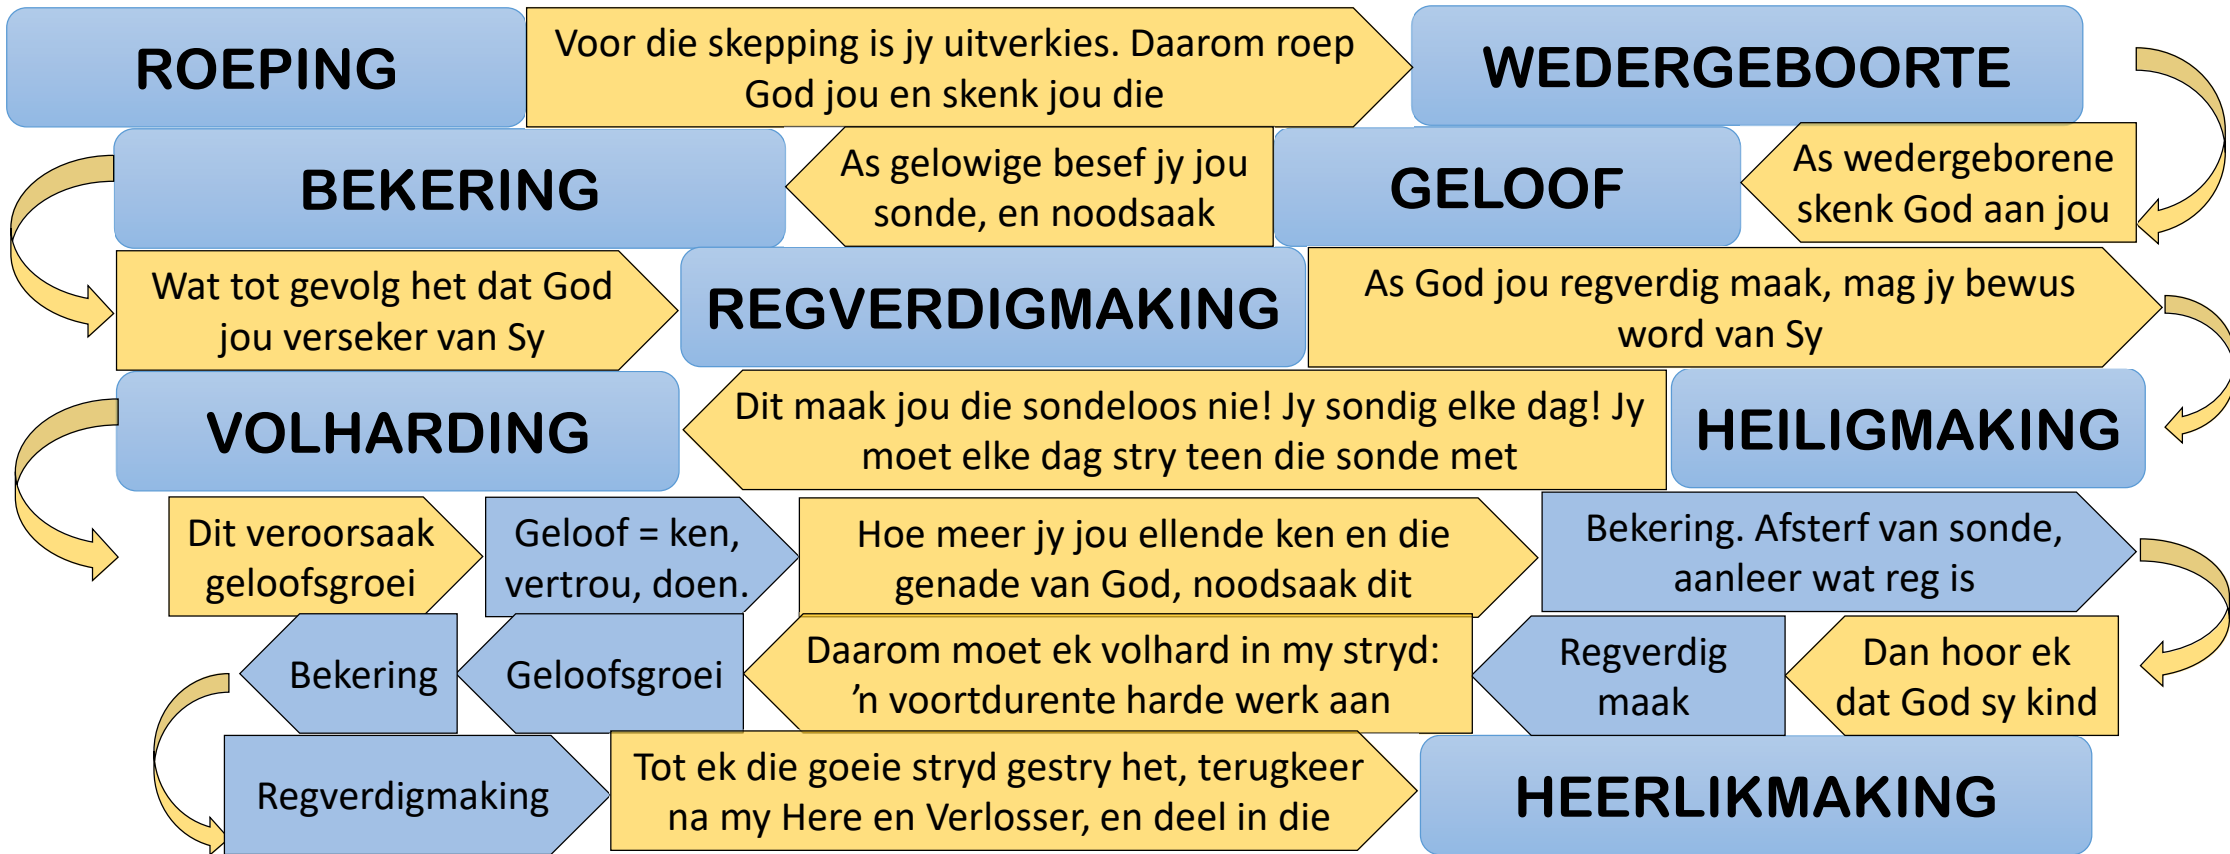 ROEPING
Voor die skepping is jy uitverkies. Daarom roep
God jou en skenk jou die
WEDERGEBOORTE
As wedergeborene
skenk God aan jou
GELOOF
As gelowige besef jy jou
sonde, en noodsaak
BEKERING
Wat tot gevolg het dat God
jou verseker van Sy
REGVERDIGMAKING
As God jou regverdig maak, mag jy bewus
word van Sy
HEILIGMAKING
Dit maak jou die sondeloos nie! Jy sondig elke dag! Jy
moet elke dag stry teen die sonde met
VOLHARDING
Dit veroorsaak
geloofsgroei
Geloof = ken,
vertrou, doen.
Hoe meer jy jou ellende ken en die
genade van God, noodsaak dit
Bekering. Afsterf van sonde,
aanleer wat reg is
Dan hoor ek
dat God sy kind
Regverdig
maak
Daarom moet ek volhard in my stryd:
’n voortdurente harde werk aan
Geloofsgroei
Bekering
Regverdigmaking
Tot ek die goeie stryd gestry het, terugkeer
na my Here en Verlosser, en deel in die
HEERLIKMAKING